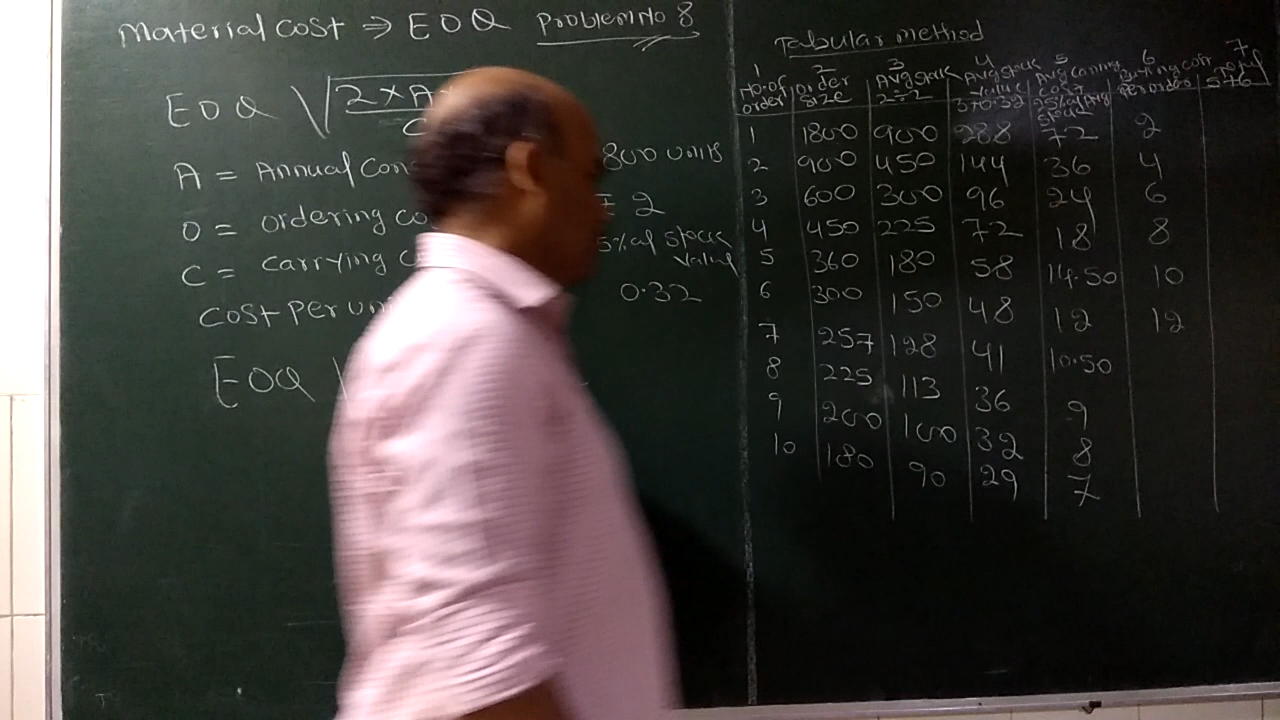 Material cost ⇒ EOQ Problem No 8
EOQ √ 2 × A
C
A = Annual Con 800 units
O = ordering co 2
C = carrying C 5% of stock
value
cost per un 0.32
EOQ √
Tabular method
1 2 3 4 5 6 7
No. of order
order size
Avg stock 2÷2
Avg stock value 3×0.32
Avg carrying cost 25% of Avg stock
per order
5+6
1 1800 900 288 72 2
2 900 450 144 36 4
3 600 300 96 24 6
4 450 225 72 18 8
5 360 180 58 14.50 10
6 300 150 48 12 12
7 257 128 41 10.50
8 225 113 36 9
9 200 100 32 8
10 180 90 29 7